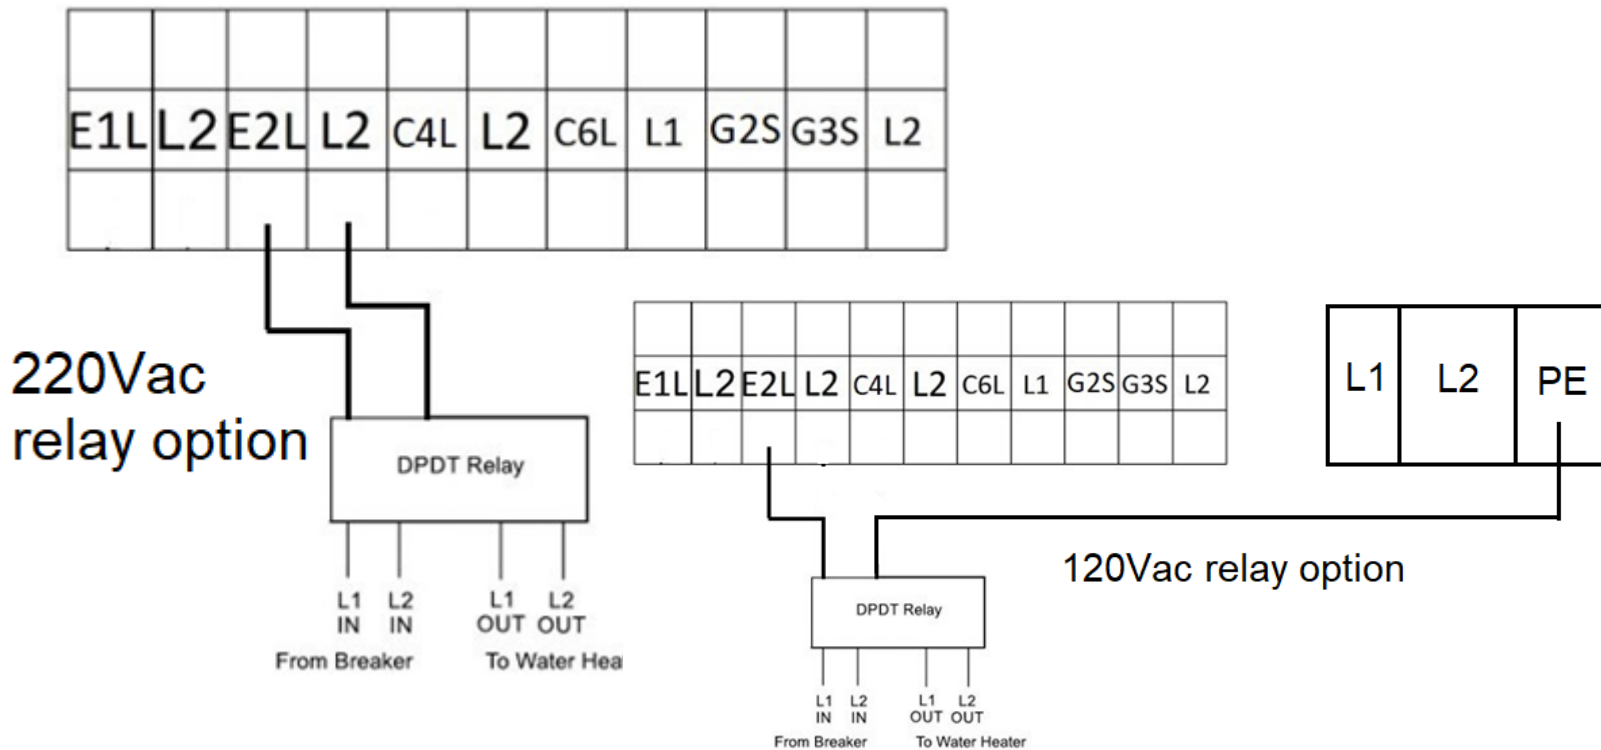 E1L L2 E2L L2 C4L L2 C6L L1 G2S G3S L2
220Vac
relay option
DPDT Relay
L1 L2 L1 L2
IN IN OUT OUT
From Breaker To Water Hea
E1L L2 E2L L2 C4L L2 C6L L1 G2S G3S L2
L1 L2 PE
120Vac relay option
DPDT Relay
L1 L2 L1 L2
IN IN OUT OUT
From Breaker To Water Heater